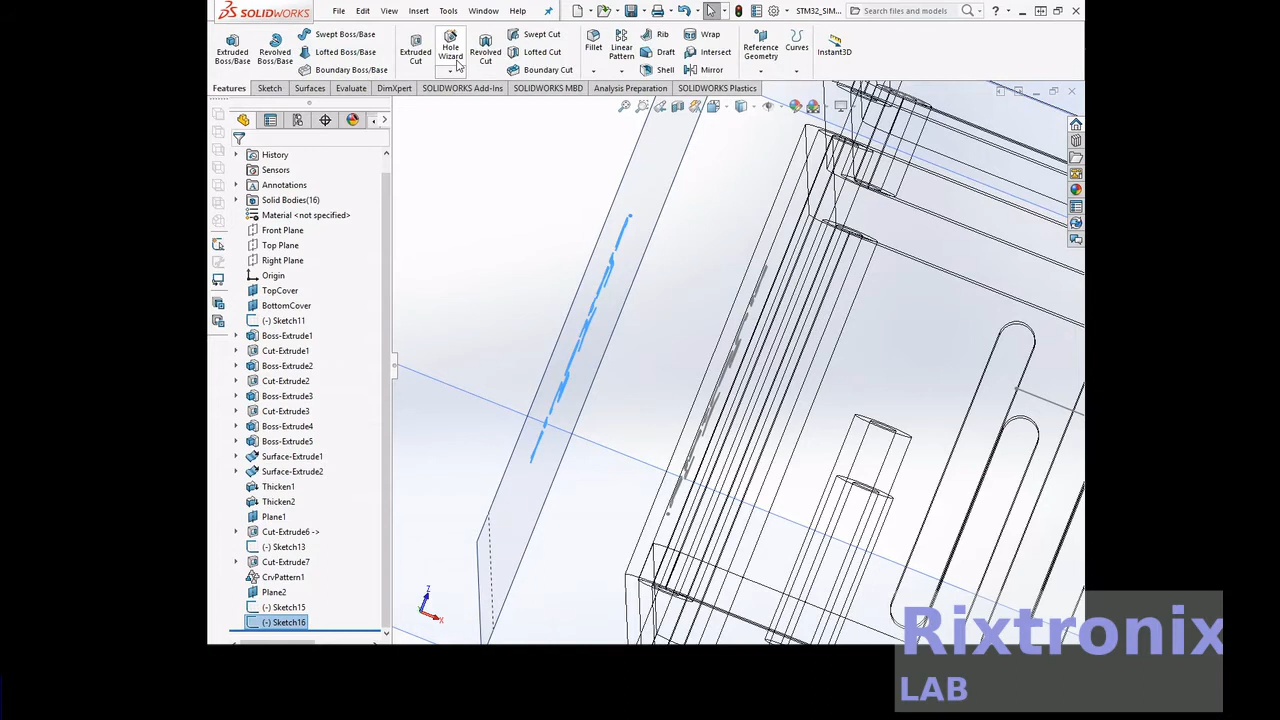 SOLIDWORKS File Edit View Insert Tools Window Help STM32_SIM... Search files and models
Extruded Boss/Base
Revolved Boss/Base
Swept Boss/Base
Lofted Boss/Base
Boundary Boss/Base
Extruded Cut
Hole Wizard
Revolved Cut
Swept Cut
Lofted Cut
Boundary Cut
Fillet
Linear Pattern
Rib
Draft
Shell
Wrap
Intersect
Mirror
Reference Geometry
Curves
Instant3D
Features Sketch Surfaces Evaluate DimXpert SOLIDWORKS Add-Ins SOLIDWORKS MBD Analysis Preparation SOLIDWORKS Plastics
History
Sensors
Annotations
Solid Bodies(16)
Material <not specified>
Front Plane
Top Plane
Right Plane
Origin
TopCover
BottomCover
(-) Sketch11
Boss-Extrude1
Cut-Extrude1
Boss-Extrude2
Cut-Extrude2
Boss-Extrude3
Cut-Extrude3
Boss-Extrude4
Boss-Extrude5
Surface-Extrude1
Surface-Extrude2
Thicken1
Thicken2
Plane1
Cut-Extrude6 ->
(-) Sketch13
Cut-Extrude7
CrvPattern1
Plane2
(-) Sketch15
(-) Sketch16
Z
X
Rixtronix
LAB